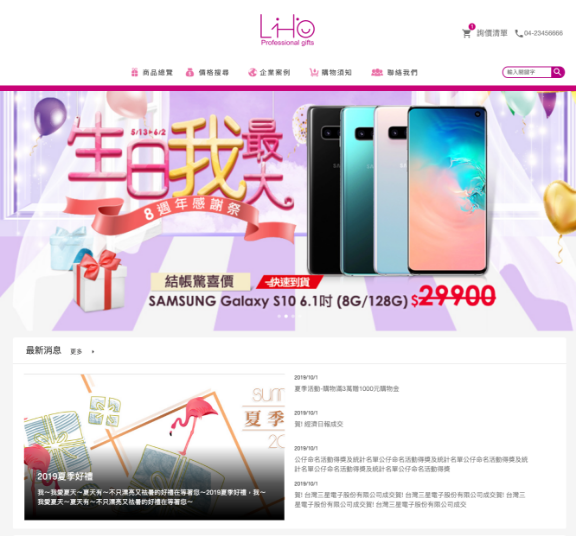 LiHo
Professional gifts
1
詢價清單
04-23456666
商品總覽
價格搜尋
企業案例
購物須知
聯絡我們
輸入關鍵字
5/13-6/2
生日我最大
8週年感謝祭
結帳驚喜價
快速到貨
SAMSUNG Galaxy S10 6.1吋 (8G/128G) $29900
最新消息
更多
夏季
2019夏季好禮
我～我愛夏天～夏天有～不只漂亮又祛暑的好禮在等著您～2019夏季好禮，我～
我愛夏天～夏天有～不只漂亮又祛暑的好禮在等著您～
2019/10/1
夏季活動-購物滿3萬贈1000元購物金
2019/10/1
賀! 經濟日報成交
2019/10/1
公仔命名活動得獎及統計名單公仔命名活動得獎及統計名單公仔命名活動得獎及統
計名單公仔命名活動得獎及統計名單公仔命名活動得獎
2019/10/1
賀! 台灣三星電子股份有限公司成交賀! 台灣三星電子股份有限公司成交賀! 台灣三
星電子股份有限公司成交賀! 台灣三星電子股份有限公司成交